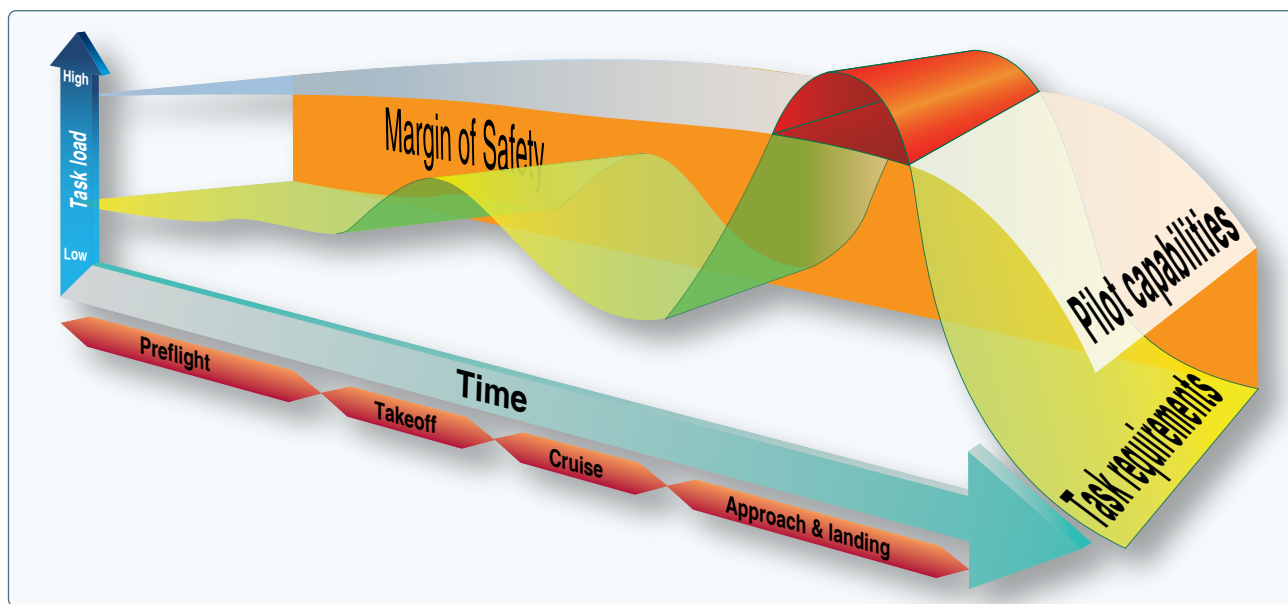 High
Task load
Low
Margin of Safety
Pilot capabilities
Task requirements
Time
Preflight
Takeoff
Cruise
Approach & landing